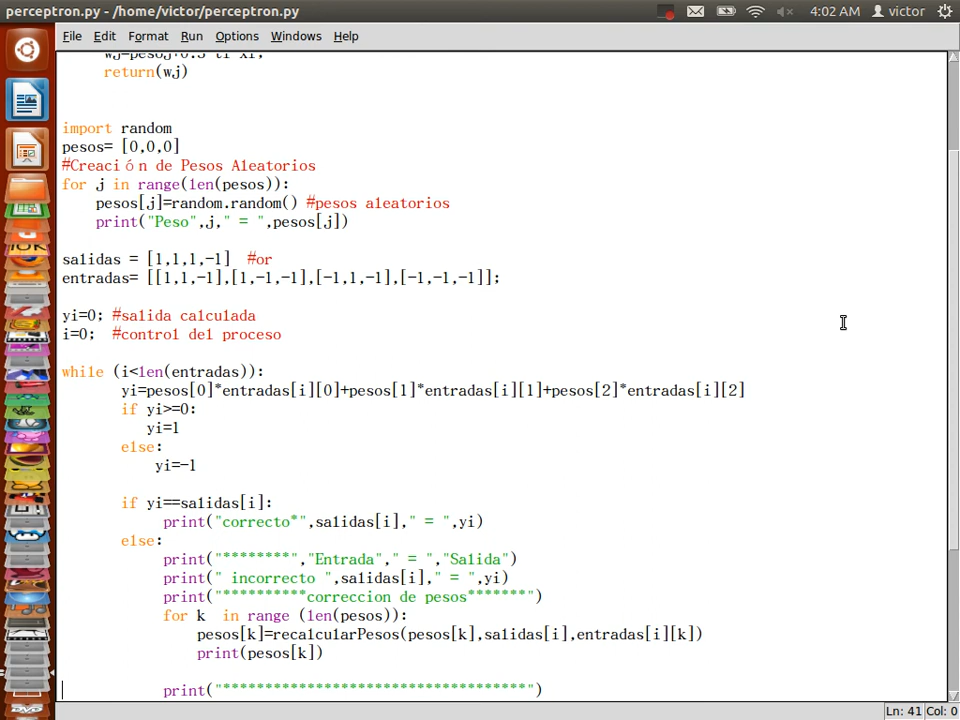 perceptron.py - /home/victor/perceptron.py
4:02 AM
victor
File Edit Format Run Options Windows Help
return(wj)
import random
pesos= [0,0,0]
#Creación de Pesos Aleatorios
for j in range(len(pesos)):
pesos[j]=random.random() #pesos aleatorios
print("Peso",j," = ",pesos[j])
salidas = [1,1,1,-1] #or
entradas= [[1,1,-1],[1,-1,-1],[-1,1,-1],[-1,-1,-1]];
yi=0; #salida calculada
i=0; #control del proceso
while (i<len(entradas)):
yi=pesos[0]*entradas[i][0]+pesos[1]*entradas[i][1]+pesos[2]*entradas[i][2]
if yi>=0:
yi=1
else:
yi=-1
if yi==salidas[i]:
print("correcto*",salidas[i]," = ",yi)
else:
print("********","Entrada"," = ","Salida")
print(" incorrecto ",salidas[i]," = ",yi)
print("**********correccion de pesos*******")
for k in range (len(pesos)):
pesos[k]=recalcularPesos(pesos[k],salidas[i],entradas[i][k])
print(pesos[k])
print("************************************")
Ln: 41 Col: 0